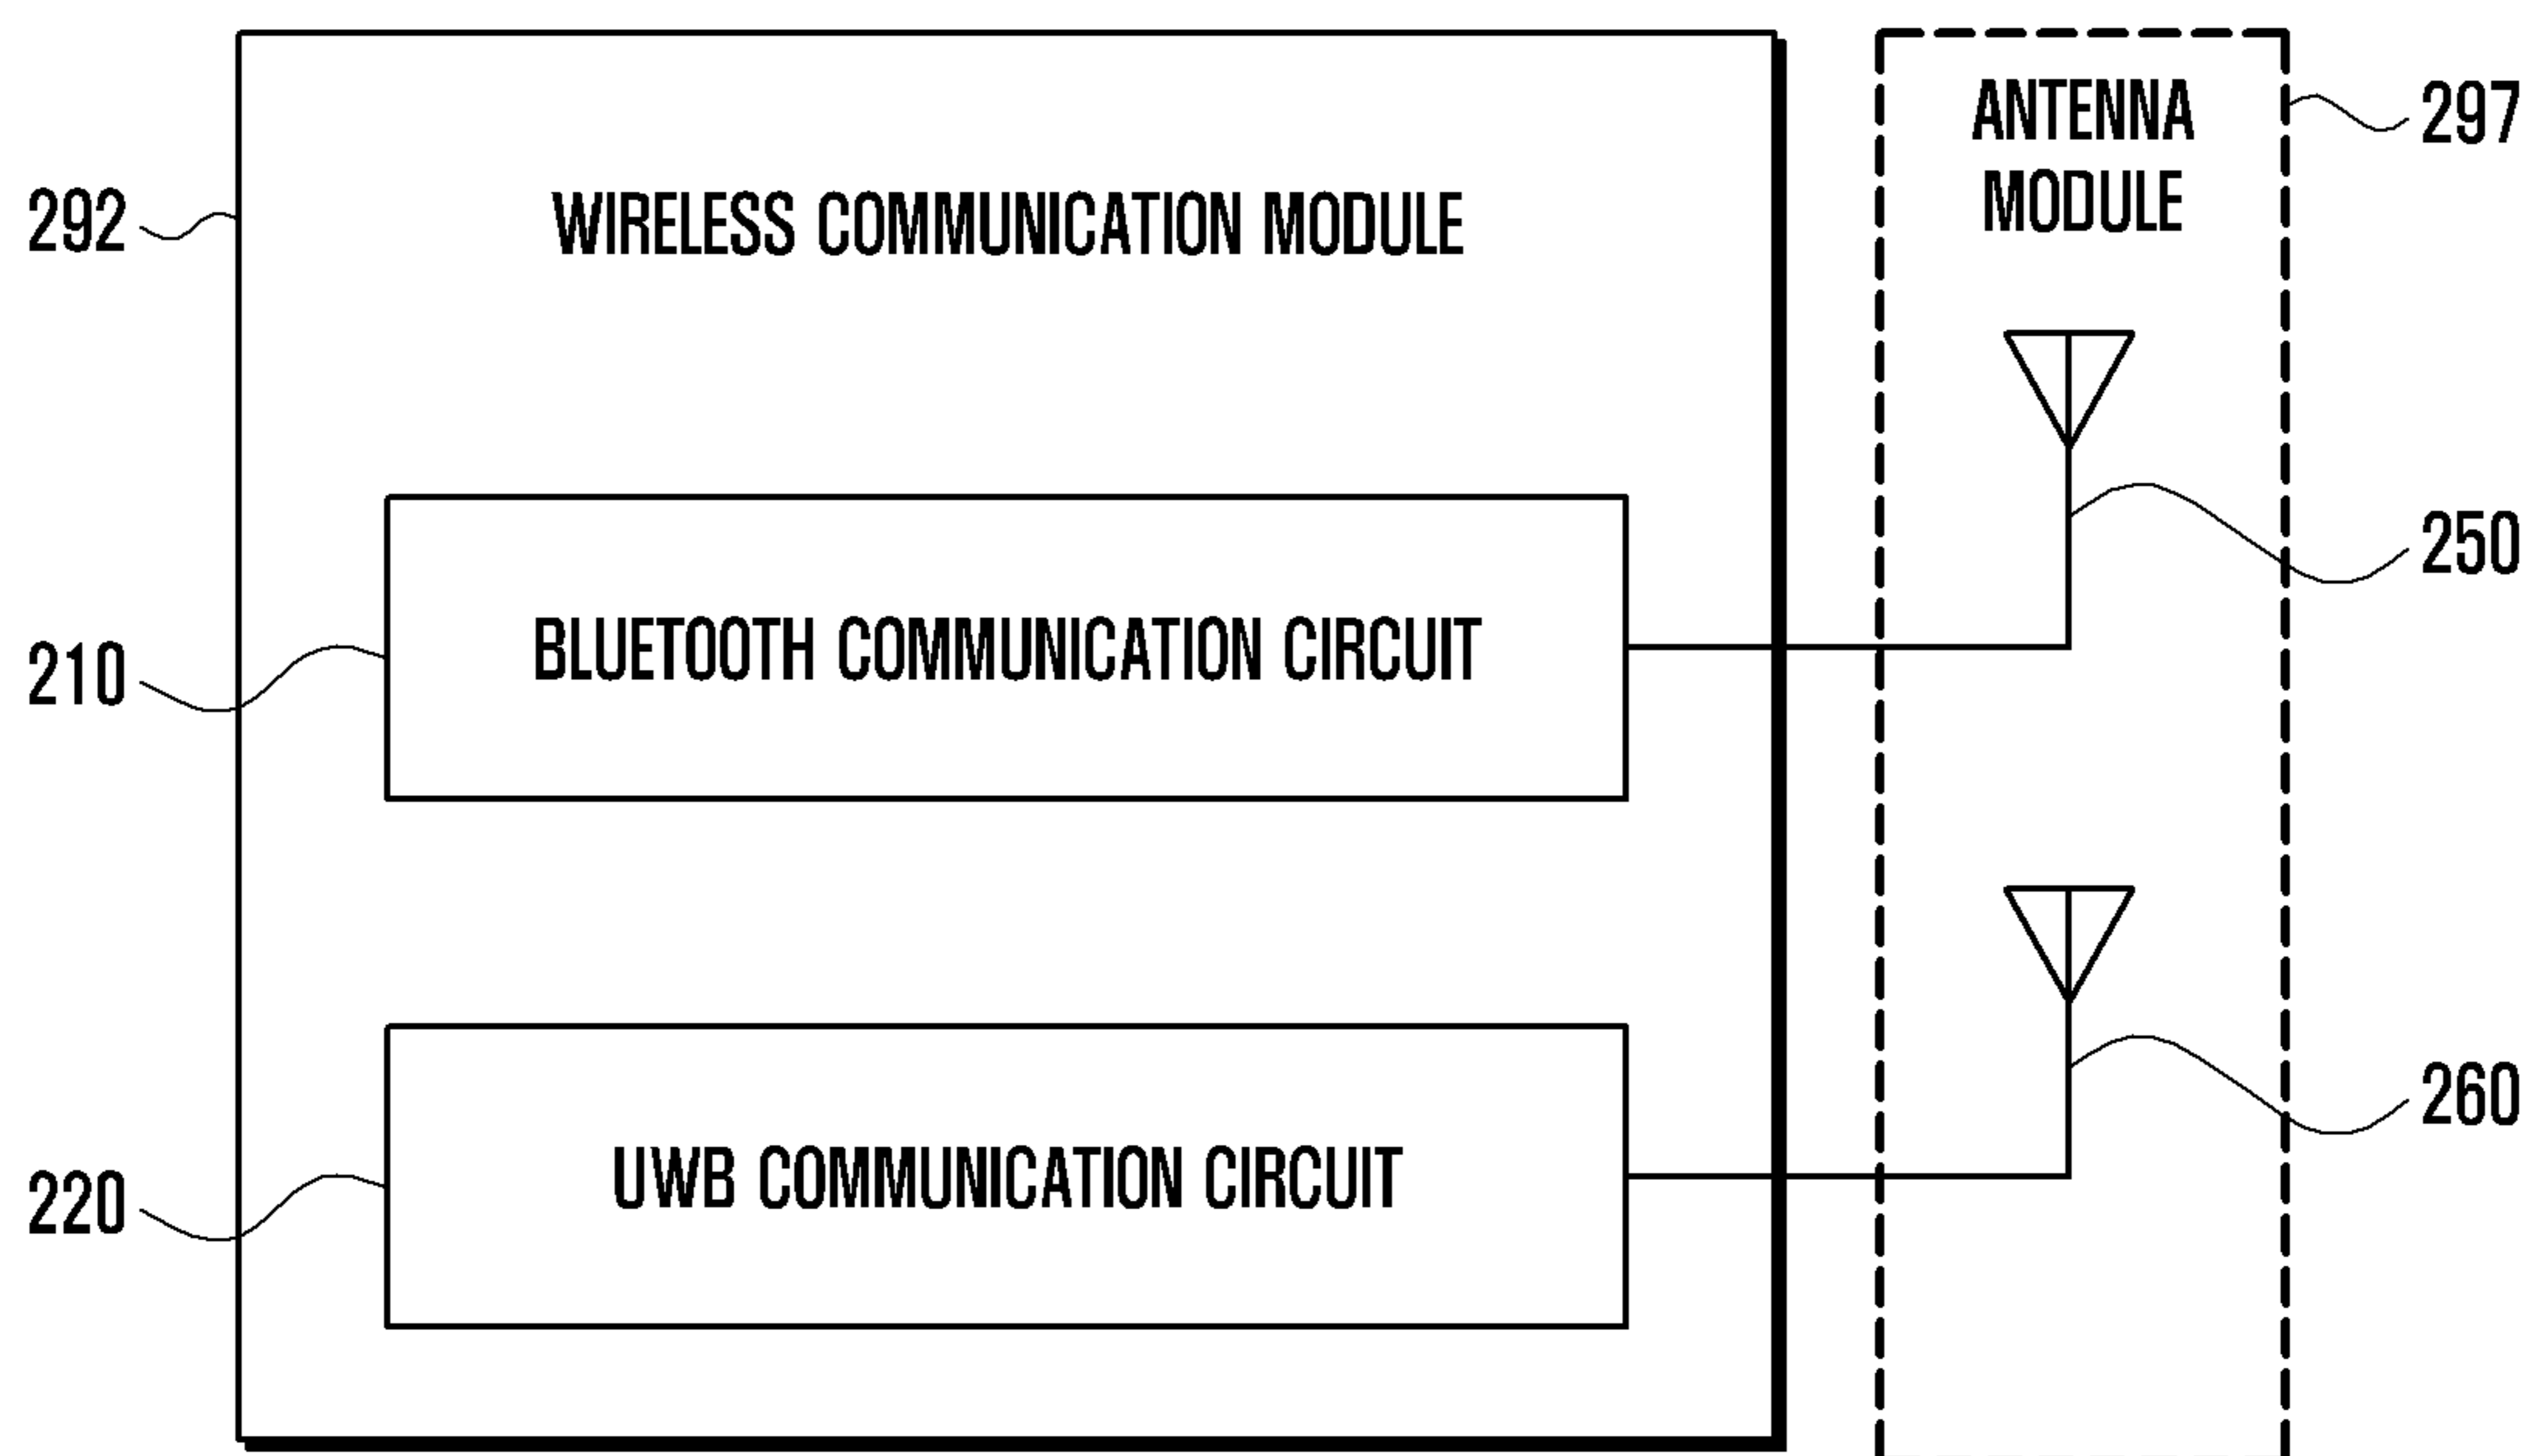 ANTENNA
MODULE
297
292
WIRELESS COMMUNICATION MODULE
250
210
BLUETOOTH COMMUNICATION CIRCUIT
260
220
UWB COMMUNICATION CIRCUIT